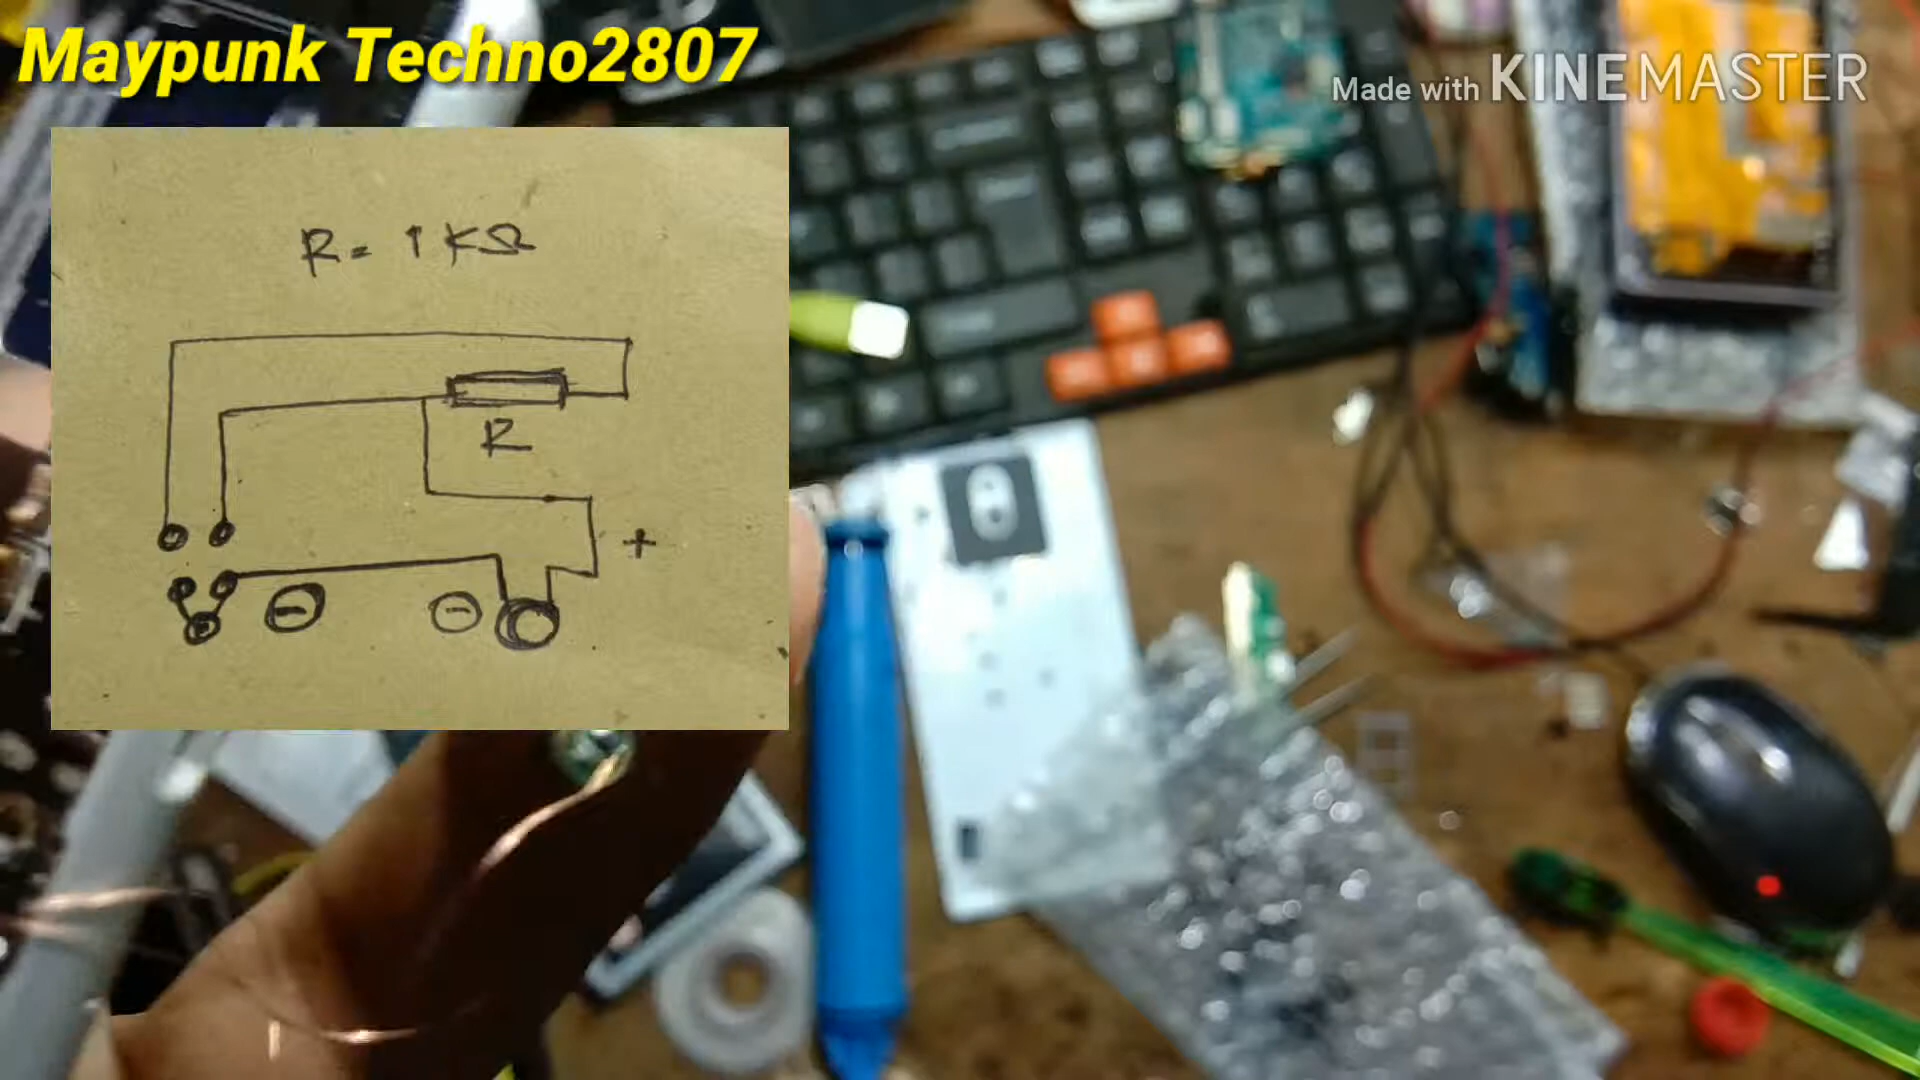 Maypunk Techno2807
Made with KINEMASTER
R = 1 KΩ
R
+
-
-